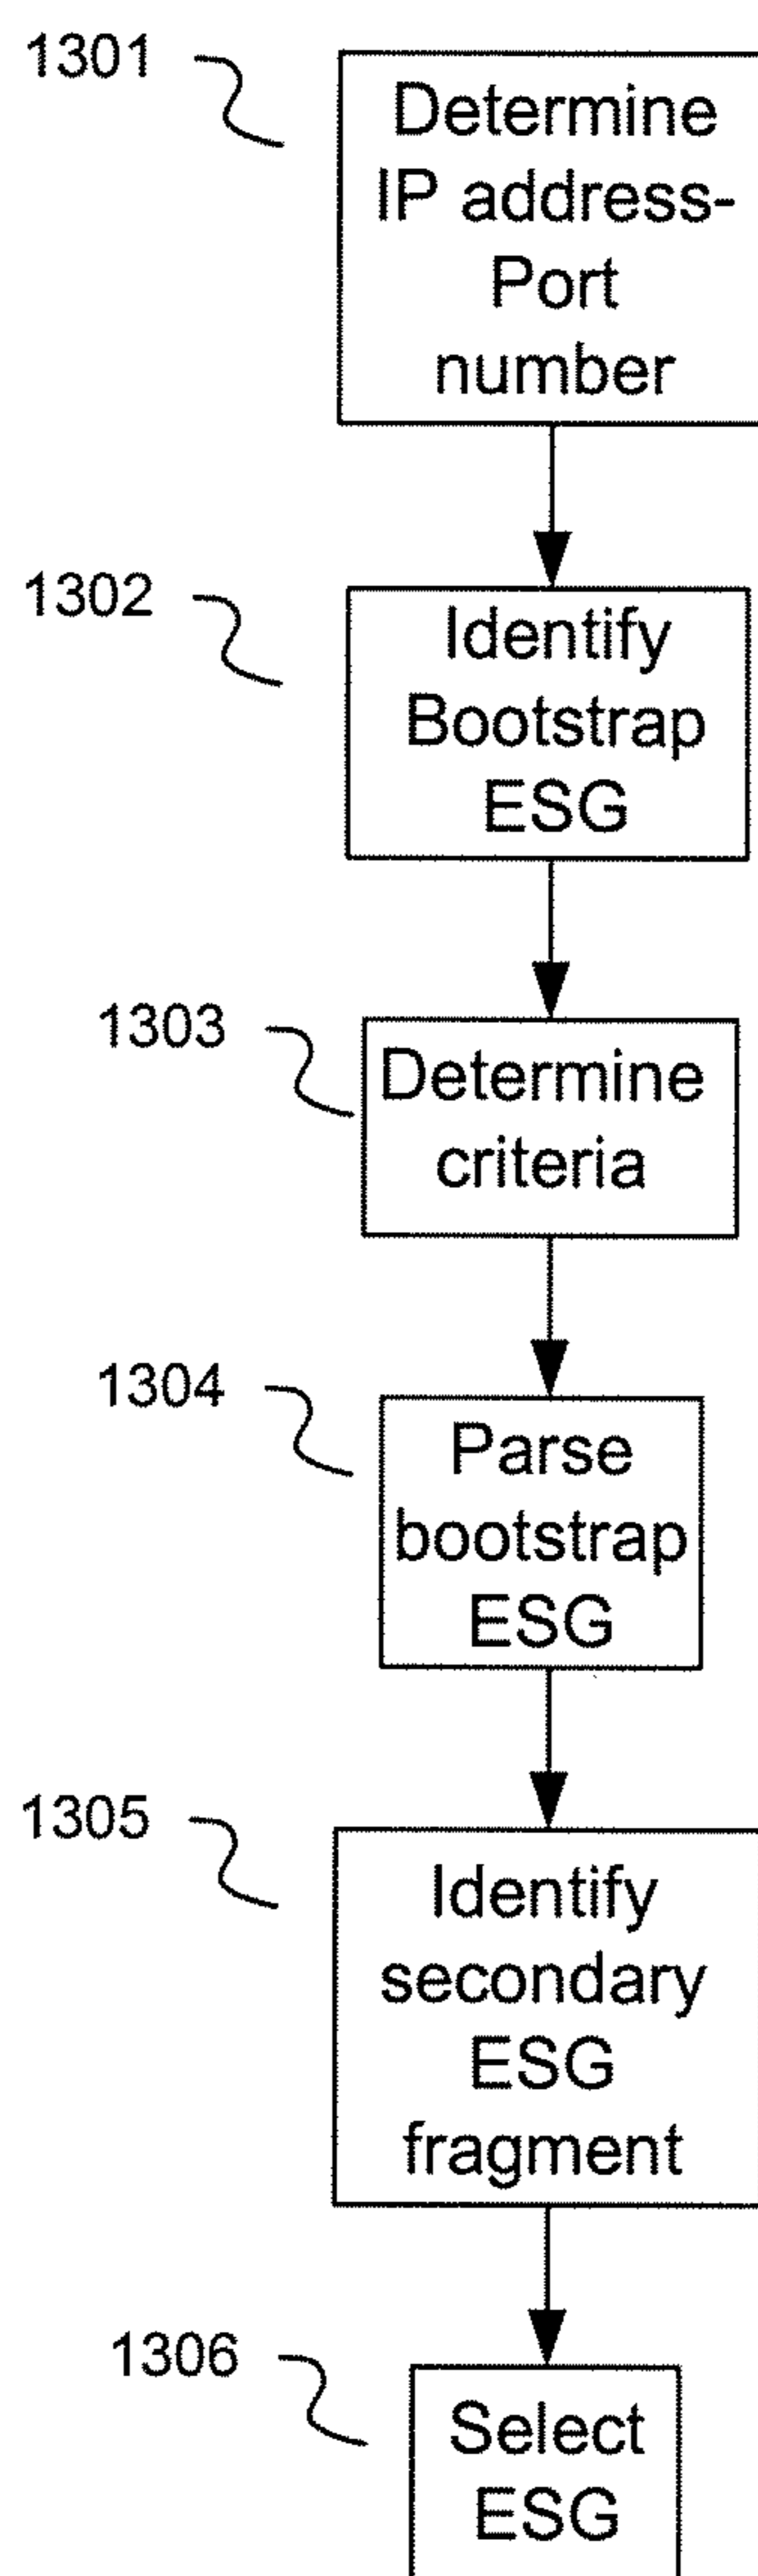 1301
Determine
IP address-
Port
number
1302
Identify
Bootstrap
ESG
1303
Determine
criteria
1304
Parse
bootstrap
ESG
1305
Identify
secondary
ESG
fragment
1306
Select
ESG